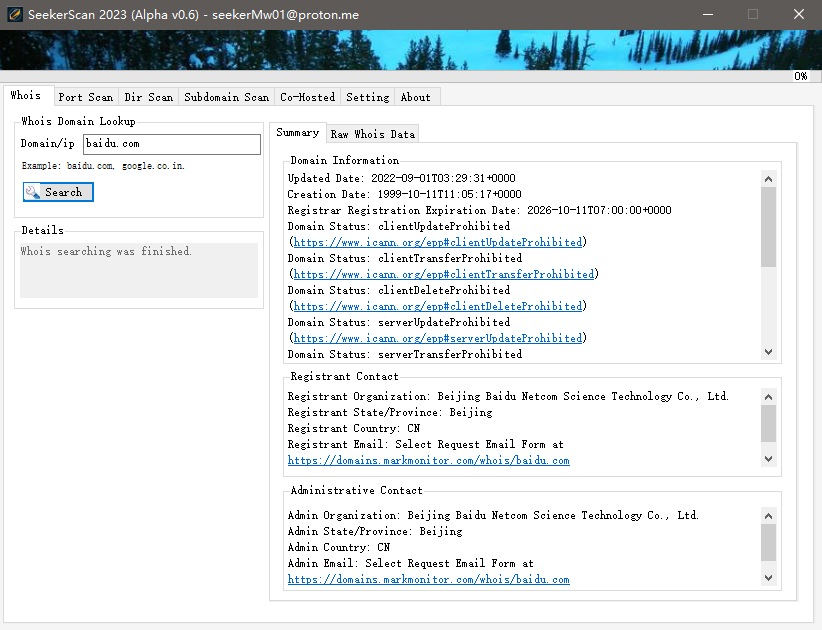 SeekerScan 2023 (Alpha v0.6) - seekerMw01@proton.me
0%
Whois Port Scan Dir Scan Subdomain Scan Co-Hosted Setting About
Whois Domain Lookup
Domain/ip baidu.com
Example: baidu.com, google.co.in.
Search
Details
Whois searching was finished.
Summary Raw Whois Data
Domain Information
Updated Date: 2022-09-01T03:29:31+0000
Creation Date: 1999-10-11T11:05:17+0000
Registrar Registration Expiration Date: 2026-10-11T07:00:00+0000
Domain Status: clientUpdateProhibited
(https://www.icann.org/epp#clientUpdateProhibited)
Domain Status: clientTransferProhibited
(https://www.icann.org/epp#clientTransferProhibited)
Domain Status: clientDeleteProhibited
(https://www.icann.org/epp#clientDeleteProhibited)
Domain Status: serverUpdateProhibited
(https://www.icann.org/epp#serverUpdateProhibited)
Domain Status: serverTransferProhibited
Registrant Contact
Registrant Organization: Beijing Baidu Netcom Science Technology Co., Ltd.
Registrant State/Province: Beijing
Registrant Country: CN
Registrant Email: Select Request Email Form at
https://domains.markmonitor.com/whois/baidu.com
Administrative Contact
Admin Organization: Beijing Baidu Netcom Science Technology Co., Ltd.
Admin State/Province: Beijing
Admin Country: CN
Admin Email: Select Request Email Form at
https://domains.markmonitor.com/whois/baidu.com